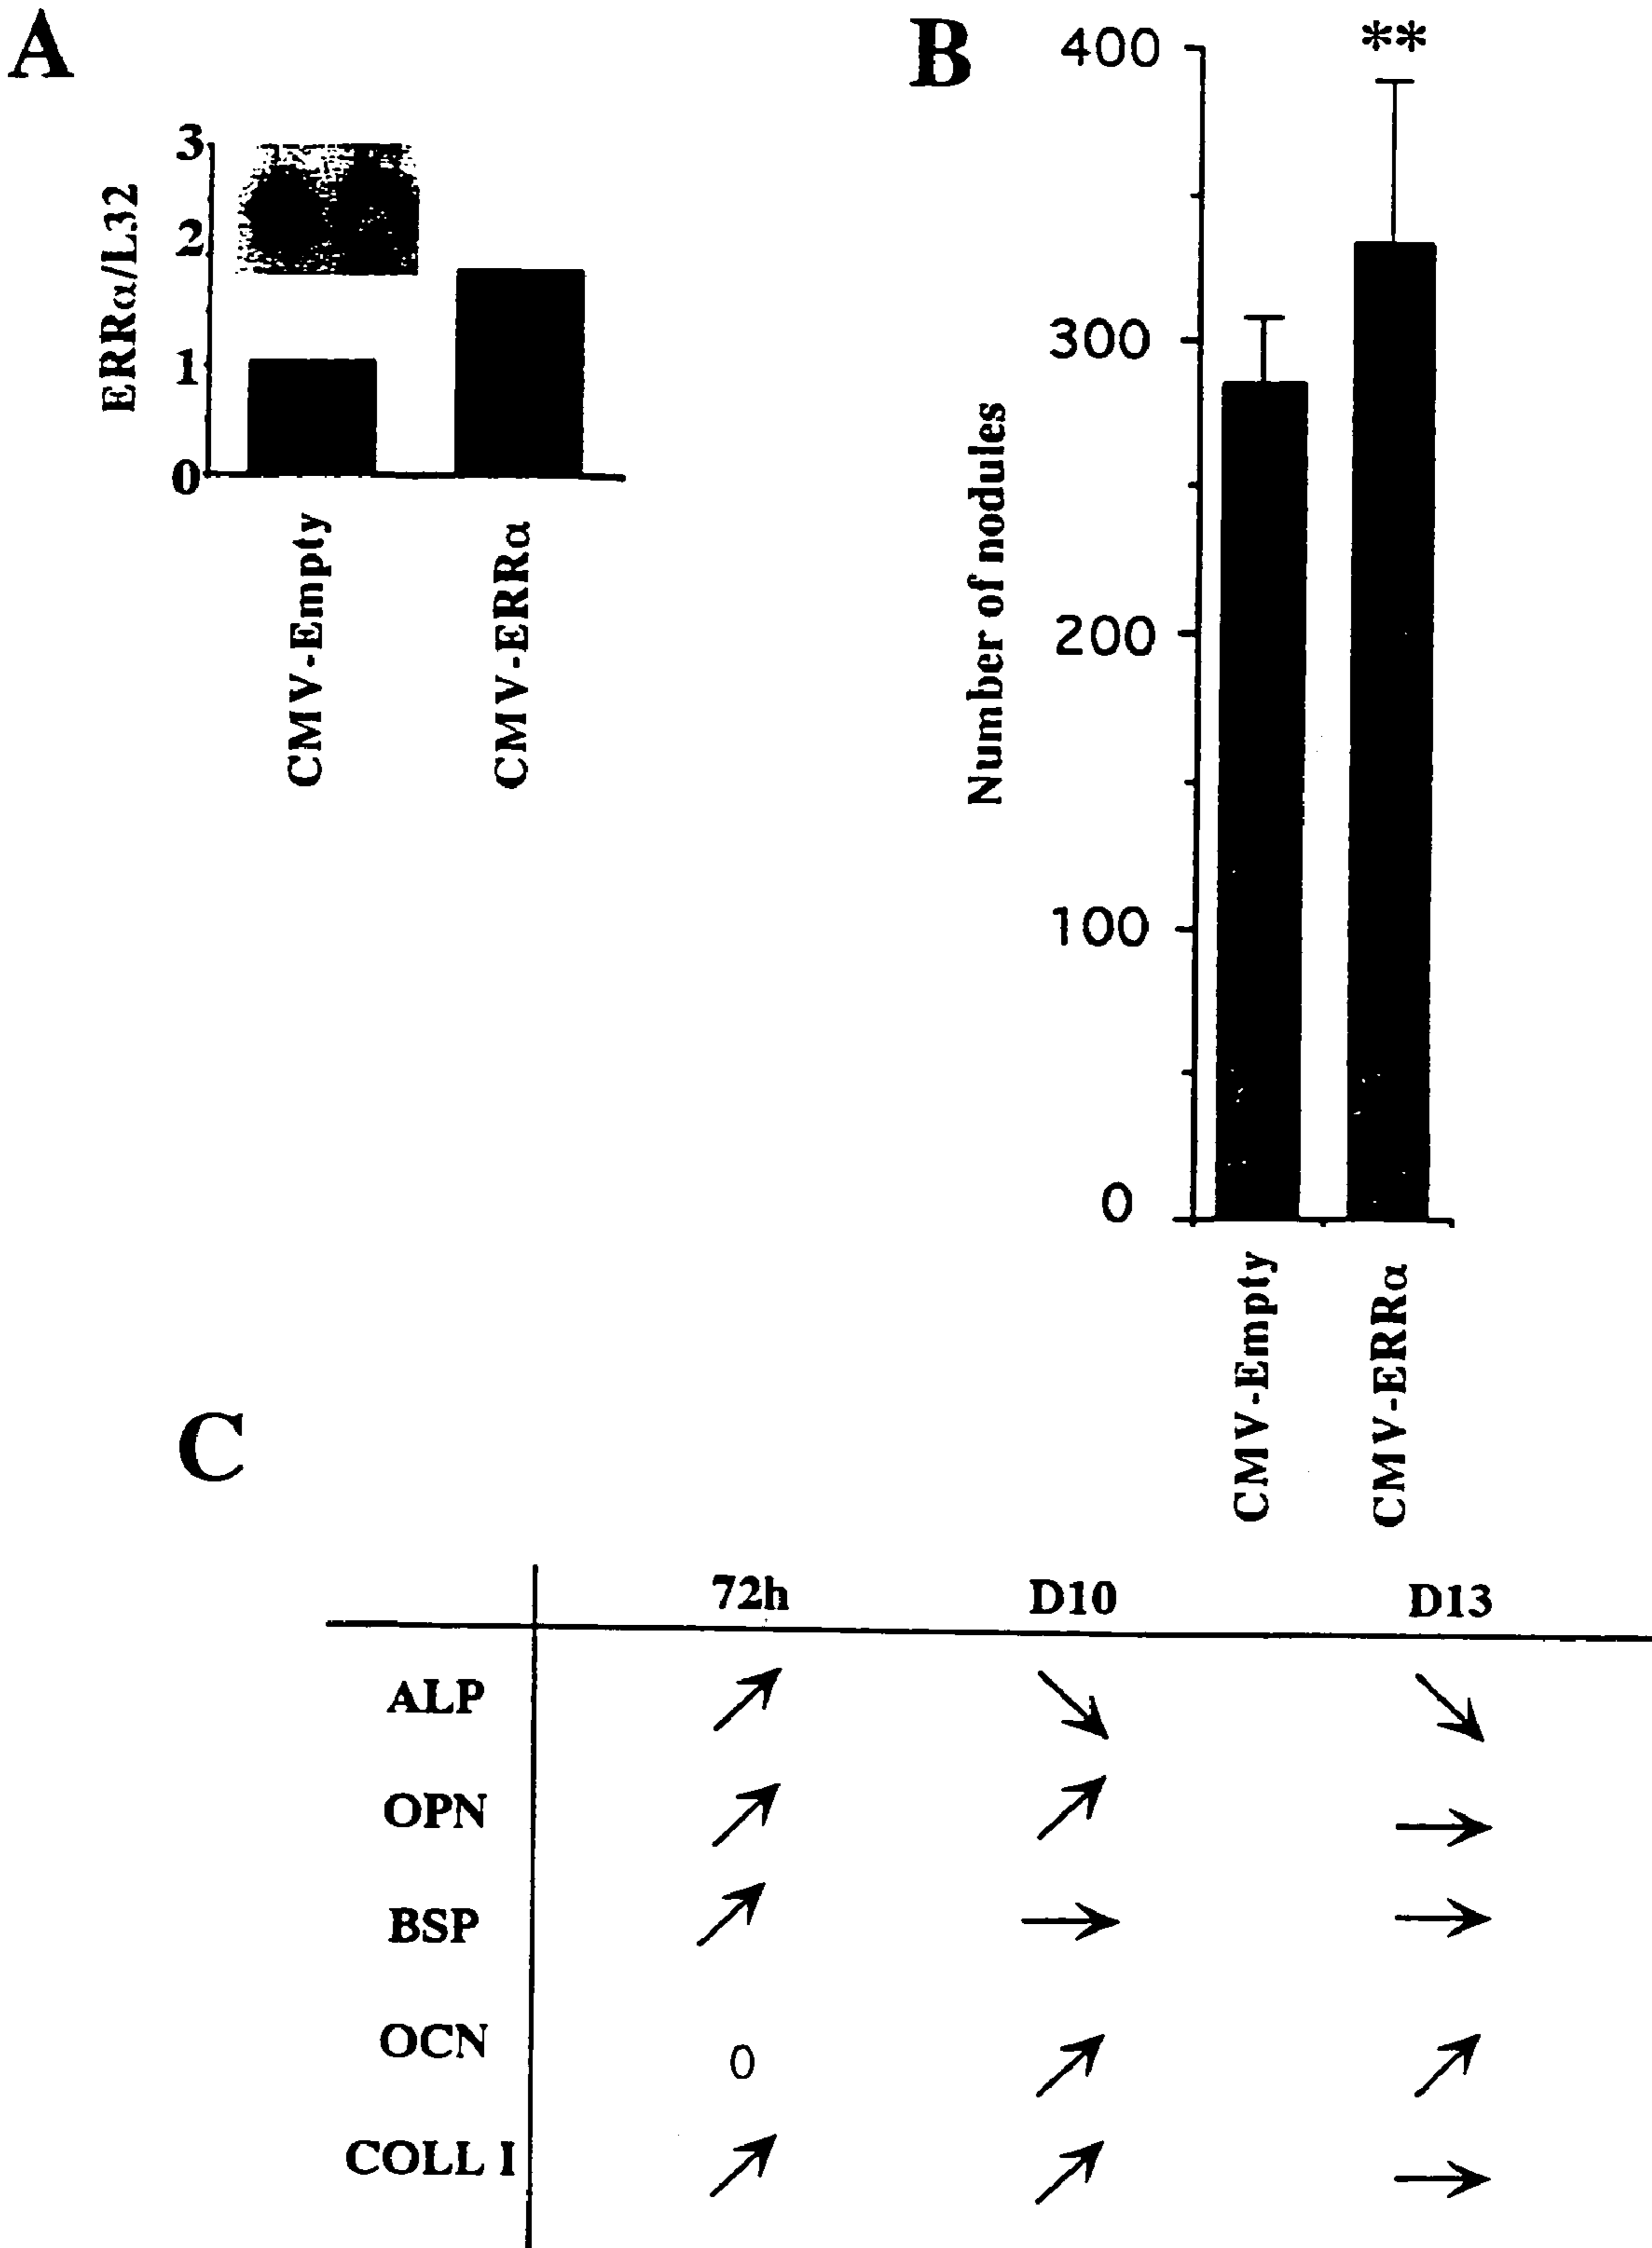 A
3
2
1
0
ERRα/L32
CMV-Empty
CMV-ERRα
B
**
400
300
200
100
0
Number of nodules
CMV-Empty
CMV-ERRα
C
72h D10 D13
ALP ↗ ↘ ↘
OPN ↗ ↗ →
BSP ↗ → →
OCN 0 ↗ ↗
COLL I ↗ ↗ →